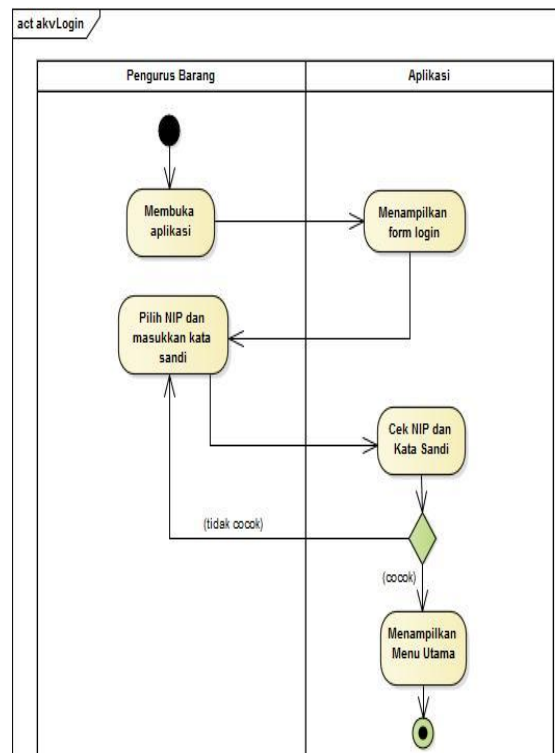 act akvLogin
Pengurus Barang
Aplikasi
Membuka
aplikasi
Menampilkan
form login
Pilih NIP dan
masukkan kata
sandi
Cek NIP dan
Kata Sandi
(tidak cocok)
(cocok)
Menampilkan
Menu Utama